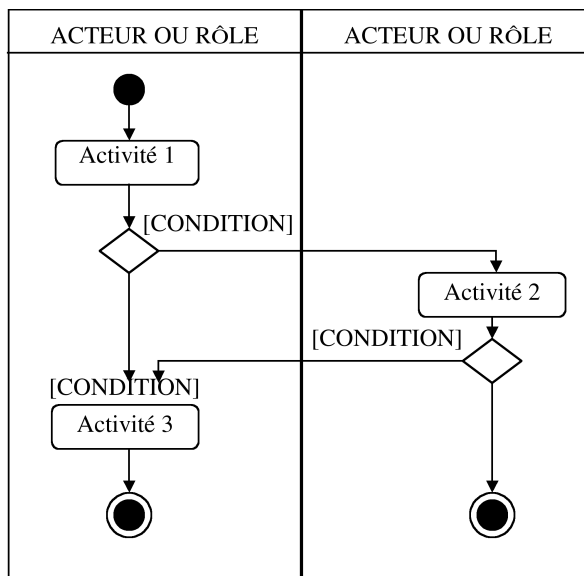 ACTEUR OU RÔLE
ACTEUR OU RÔLE
Activité 1
[CONDITION]
Activité 2
[CONDITION]
[CONDITION]
Activité 3